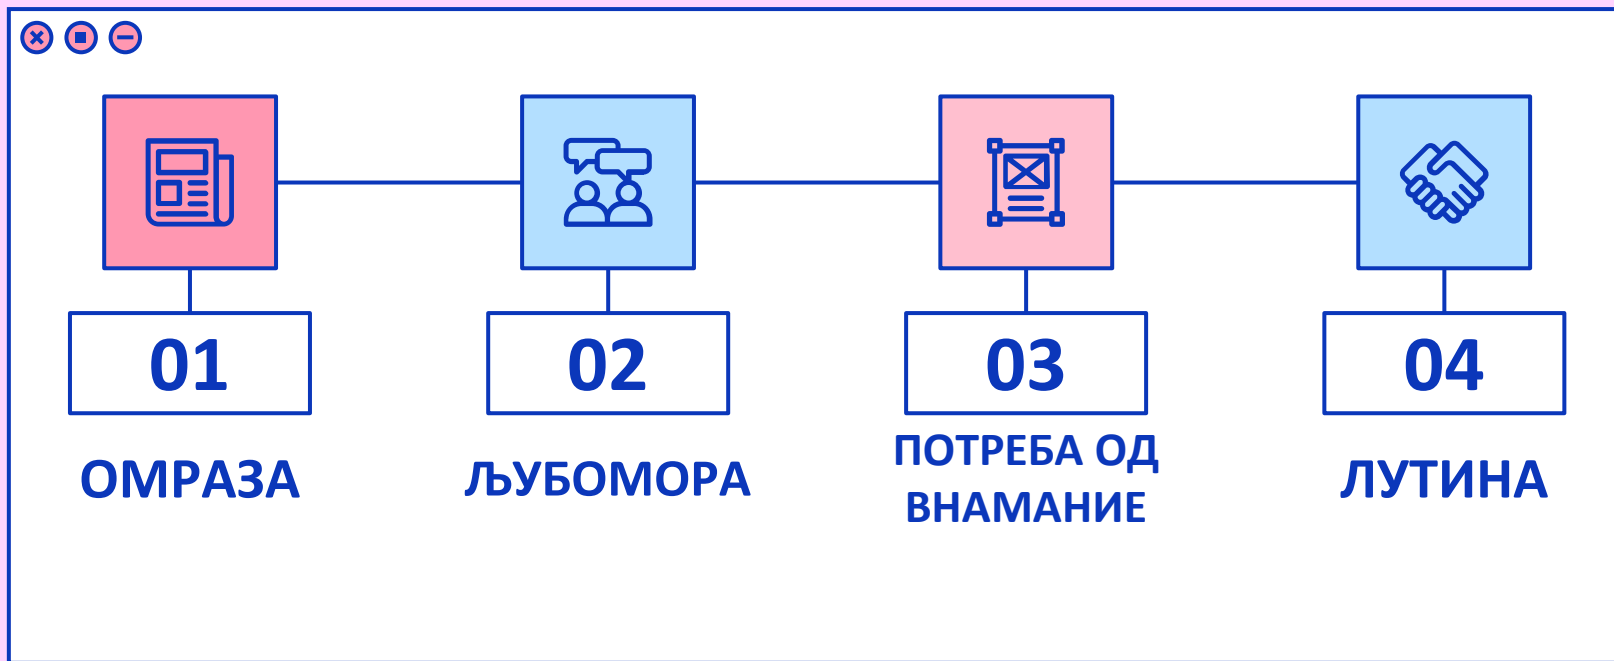 01
02
03
04
ОМРАЗА
ЉУБОМОРА
ПОТРЕБА ОД
ВНАМАНИЕ
ЛУТИНА